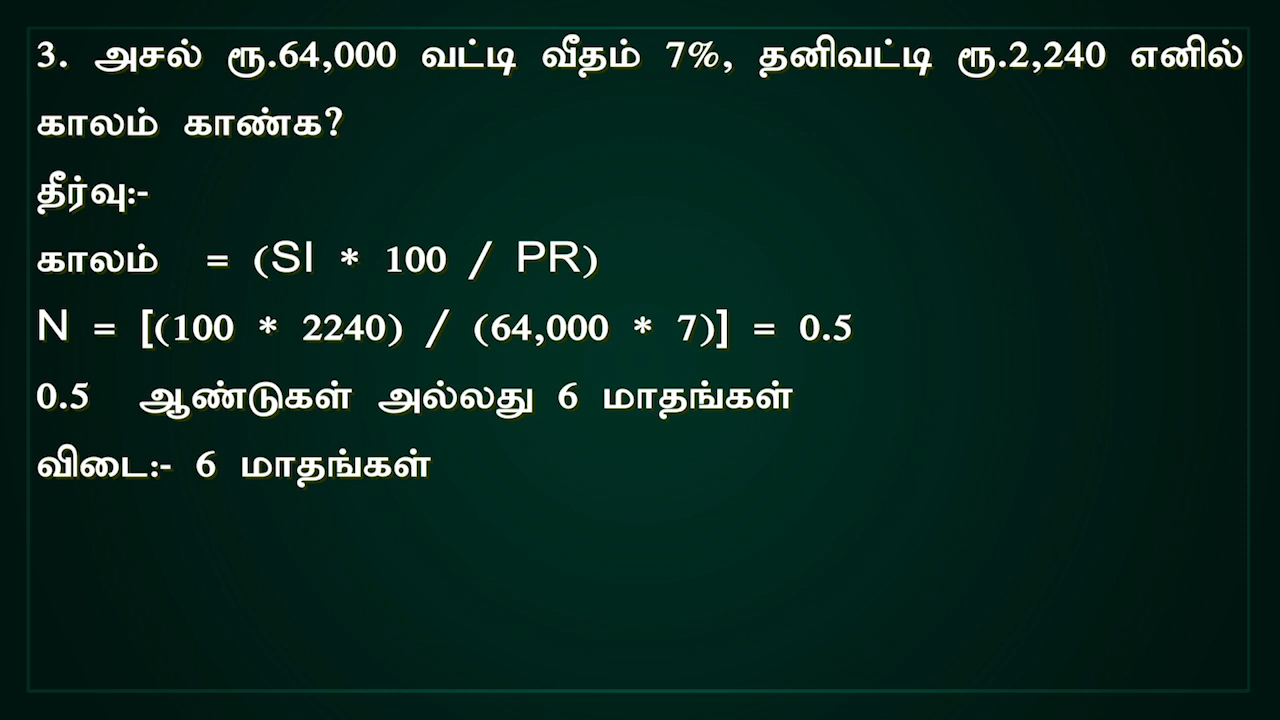 3. அசல் ரூ.64,000 வட்டி வீதம் 7%, தனிவட்டி ரூ.2,240 எனில்
காலம் காண்க?
தீர்வு:-
காலம் = (SI * 100 / PR)
N = [(100 * 2240) / (64,000 * 7)] = 0.5
0.5 ஆண்டுகள் அல்லது 6 மாதங்கள்
விடை:- 6 மாதங்கள்